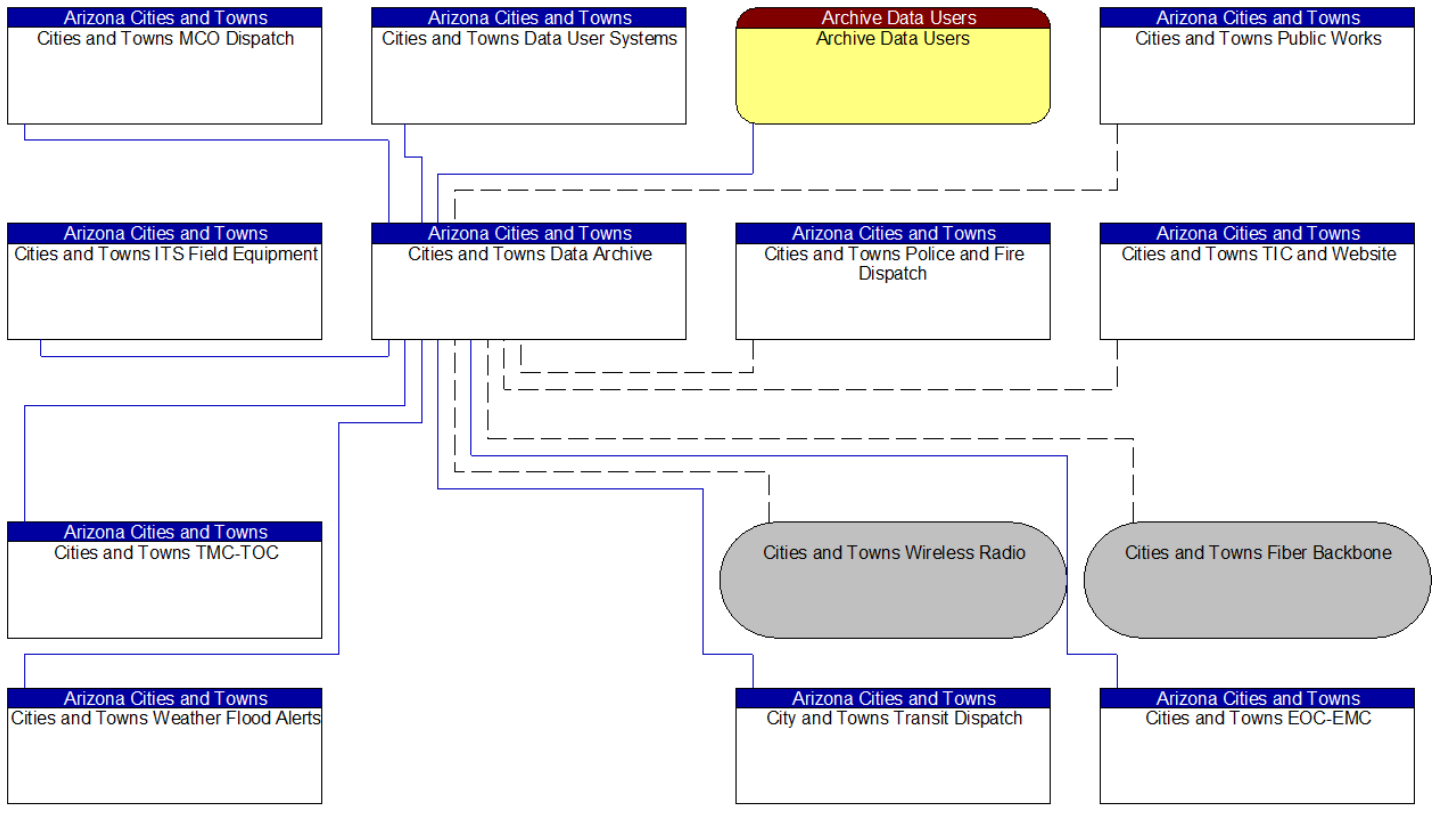 Arizona Cities and Towns
Cities and Towns MCO Dispatch
Arizona Cities and Towns
Cities and Towns Data User Systems
Archive Data Users
Archive Data Users
Arizona Cities and Towns
Cities and Towns Public Works
Arizona Cities and Towns
Cities and Towns ITS Field Equipment
Arizona Cities and Towns
Cities and Towns Data Archive
Arizona Cities and Towns
Cities and Towns Police and Fire
Dispatch
Arizona Cities and Towns
Cities and Towns TIC and Website
Arizona Cities and Towns
Cities and Towns TMC-TOC
Cities and Towns Wireless Radio
Cities and Towns Fiber Backbone
Arizona Cities and Towns
Cities and Towns Weather Flood Alerts
Arizona Cities and Towns
City and Towns Transit Dispatch
Arizona Cities and Towns
Cities and Towns EOC-EMC